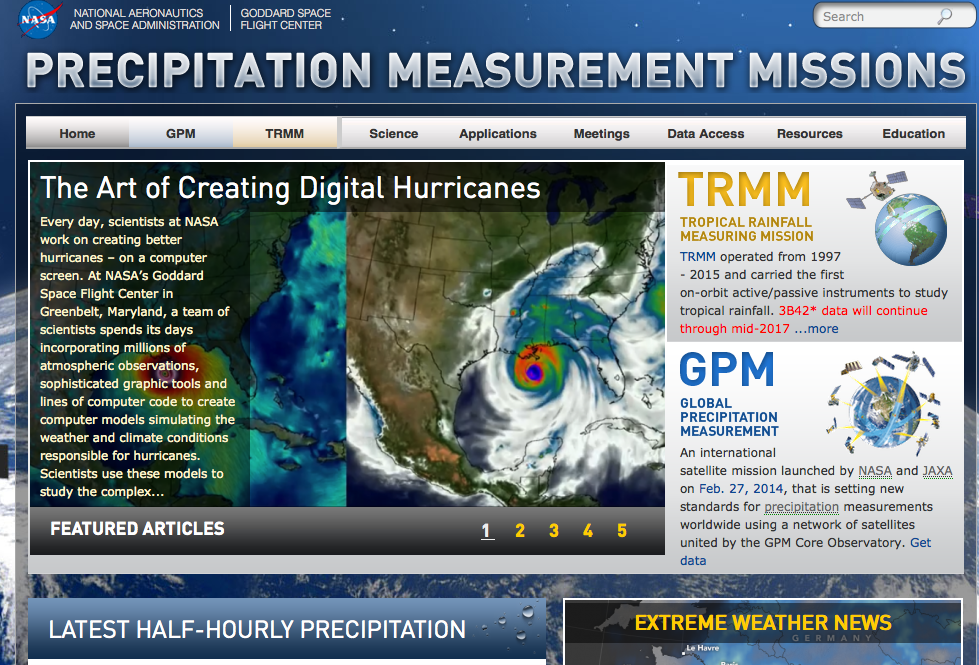 NASA
NATIONAL AERONAUTICS
AND SPACE ADMINISTRATION
GODDARD SPACE
FLIGHT CENTER
Search
PRECIPITATION MEASUREMENT MISSIONS
Home GPM TRMM Science Applications Meetings Data Access Resources Education
The Art of Creating Digital Hurricanes
Every day, scientists at NASA
work on creating better
hurricanes – on a computer
screen. At NASA's Goddard
Space Flight Center in
Greenbelt, Maryland, a team of
scientists spends its days
incorporating millions of
atmospheric observations,
sophisticated graphic tools and
lines of computer code to create
computer models simulating the
weather and climate conditions
responsible for hurricanes.
Scientists use these models to
study the complex...
FEATURED ARTICLES
1 2 3 4 5
TRMM
TROPICAL RAINFALL
MEASURING MISSION
TRMM operated from 1997
- 2015 and carried the first
on-orbit active/passive instruments to study
tropical rainfall. 3B42* data will continue
through mid-2017 ...more
GPM
GLOBAL
PRECIPITATION
MEASUREMENT
An international
satellite mission launched by NASA and JAXA
on Feb. 27, 2014, that is setting new
standards for precipitation measurements
worldwide using a network of satellites
united by the GPM Core Observatory. Get
data
LATEST HALF-HOURLY PRECIPITATION
EXTREME WEATHER NEWS
GERMANY
Le Havre
Paris